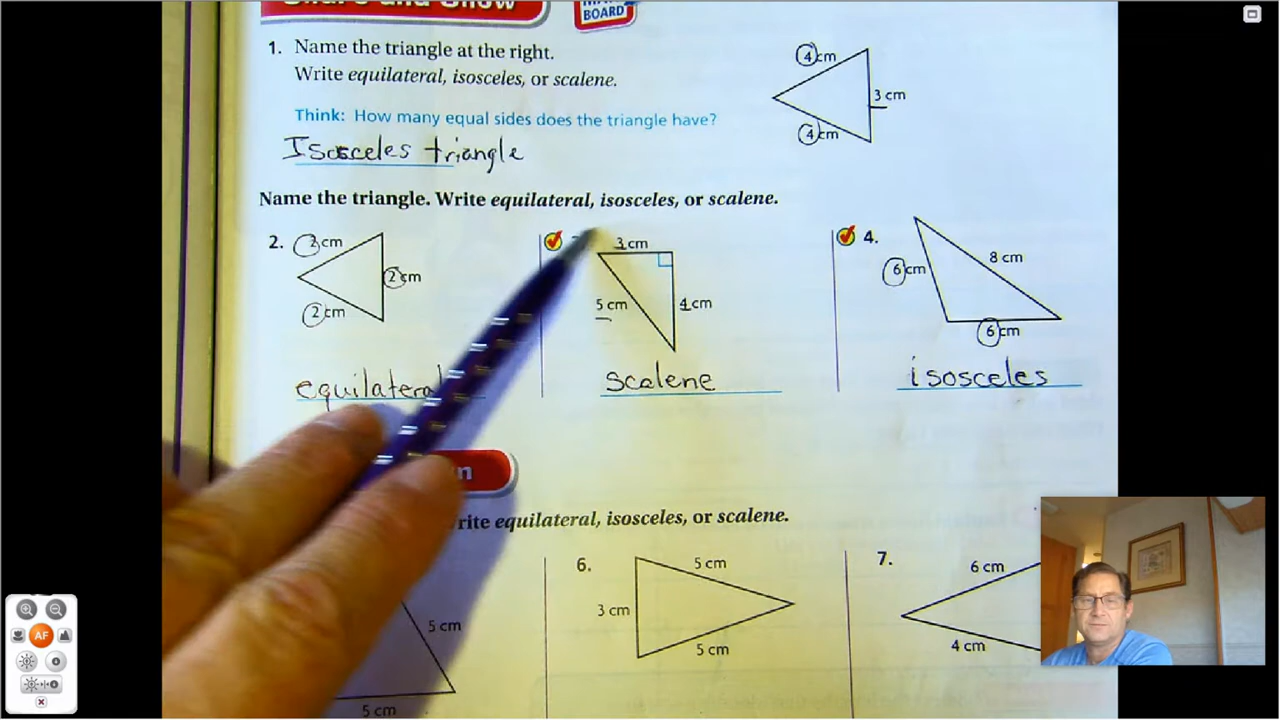 Share and Show
BOARD
1. Name the triangle at the right.
Write equilateral, isosceles, or scalene.
Think: How many equal sides does the triangle have?
Isosceles triangle
4 cm
3 cm
4 cm
Name the triangle. Write equilateral, isosceles, or scalene.
2.
2 cm
2 cm
2 cm
equilateral
3 cm
5 cm
4 cm
scalene
4.
6 cm
8 cm
6 cm
isosceles
n
rite equilateral, isosceles, or scalene.
5 cm
5 cm
6.
5 cm
3 cm
5 cm
7.
6 cm
4 cm
AF